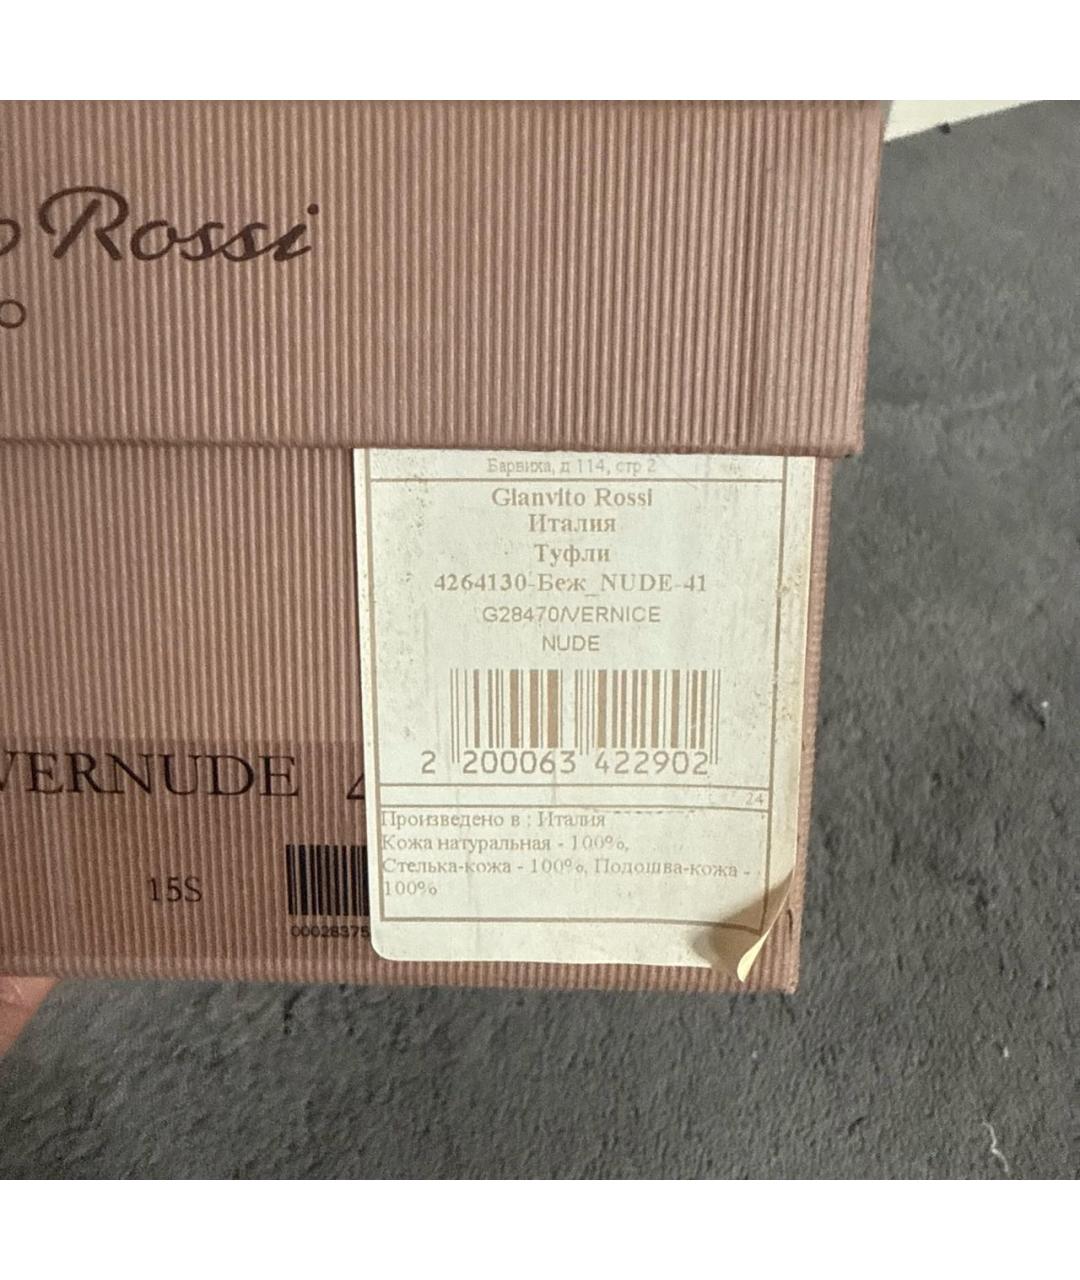 Rossi
Барвиха, д 114, стр 2
Gianvito Rossi
Италия
Туфли
4264130-Беж_NUDE-41
G28470/VERNICE
NUDE
2 200063 422902
24
VERNUDE
Произведено в : Италия
Кожа натуральная - 100%,
Стелька-кожа - 100%, Подошва-кожа -
100%
15S
00028375